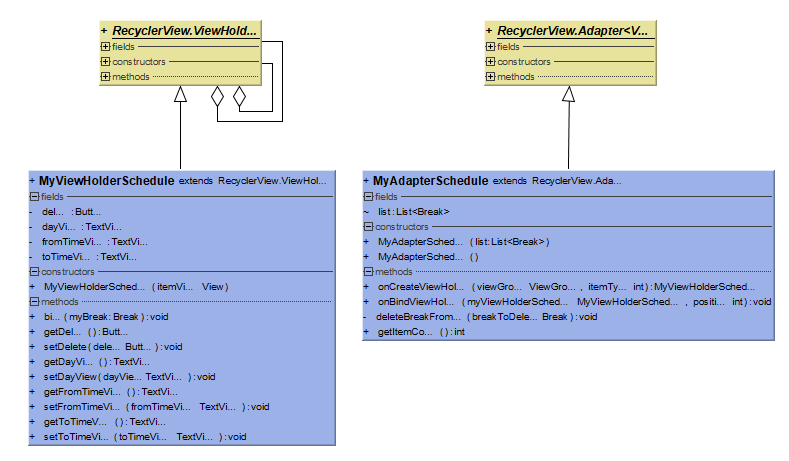 + RecyclerView.ViewHold...
fields
constructors
methods
+ RecyclerView.Adapter<V...
fields
constructors
methods
+ MyViewHolderSchedule extends RecyclerView.ViewHol...
fields
- del... : Butt...
- dayVi... : TextVi...
- fromTimeVi... : TextVi...
- toTimeVi... : TextVi...
constructors
+ MyViewHolderSched... (itemVi... View)
methods
+ bi... (myBreak: Break) : void
+ getDel... () : Butt...
+ setDelete( dele... Butt... ) : void
+ getDayVi... () : TextVi...
+ setDayView( dayVie... TextVi... ) : void
+ getFromTimeVi... () : TextVi...
+ setFromTimeVi... ( fromTimeVi... TextVi... ) : void
+ getToTimeV... () : TextVi...
+ setToTimeVi... ( toTimeVi... TextVi... ) : void
+ MyAdapterSchedule extends RecyclerView.Ada...
fields
~ list : List<Break>
constructors
+ MyAdapterSched... ( list: List<Break>)
+ MyAdapterSched... ()
methods
+ onCreateViewHol... ( viewGro... ViewGro... , itemTy... int) : MyViewHolderSched...
+ onBindViewHol... ( myViewHolderSched... MyViewHolderSched... , positi... int) : void
- deleteBreakFrom... ( breakToDele... Break) : void
+ getItemCo... () : int